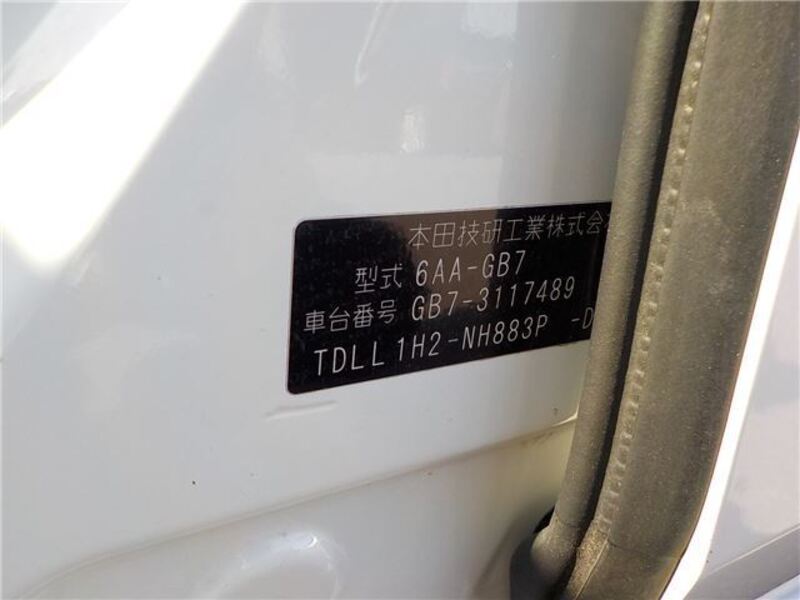 本田技研工業株式会
型式 6AA-GB7
車台番号 GB7-3117489
TDLL1H2-NH883P -D